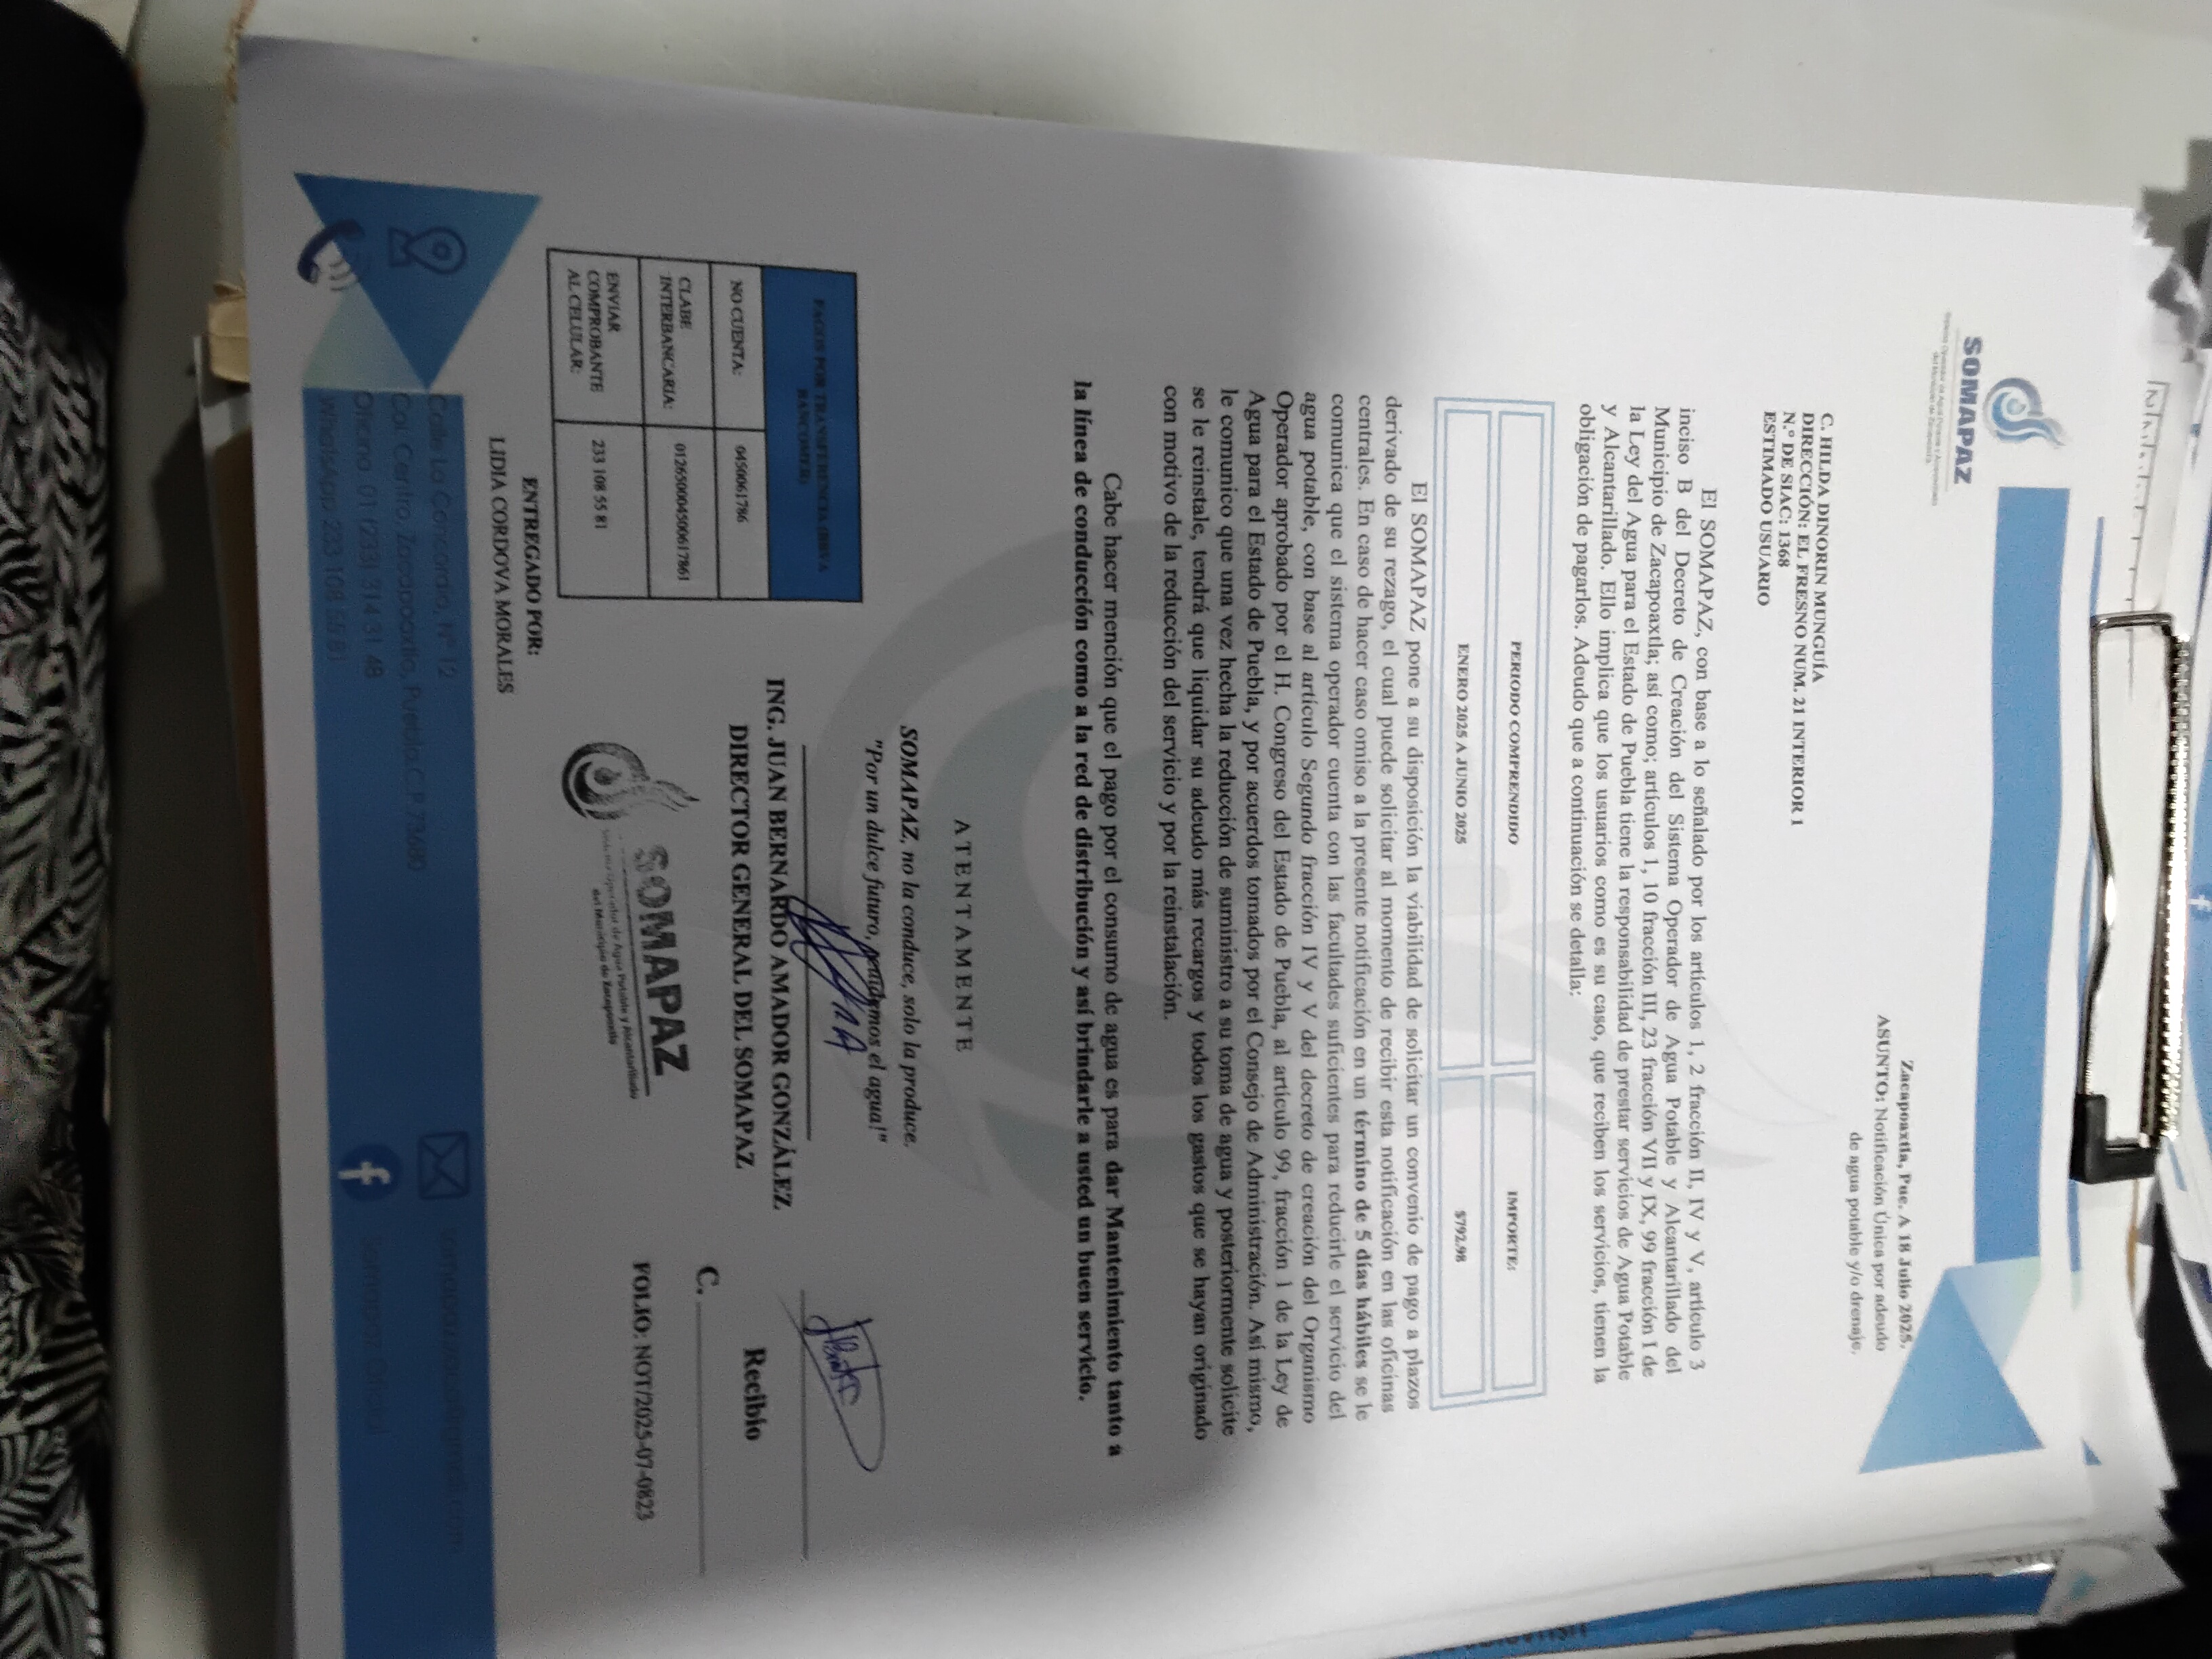 SOMAPAZ
Sistema Operador de Agua Potable y Alcantarillado
del Municipio de Zacapoaxtla.
Zacapoaxtla, Pue. A 18 Julio 2025.
ASUNTO: Notificación Única por adeudo
de agua potable y/o drenaje.
C. HILDA DINORIN MUNGUÍA
DIRECCIÓN: EL FRESNO NUM. 21 INTERIOR 1
N.º DE SIAC: 1368
ESTIMADO USUARIO
El SOMAPAZ, con base a lo señalado por los artículos 1, 2 fracción II, IV y V, artículo 3
inciso B del Decreto de Creación del Sistema Operador de Agua Potable y Alcantarillado del
Municipio de Zacapoaxtla; así como; artículos 1, 10 fracción III, 23 fracción VII y IX, 99 fracción I de
la Ley del Agua para el Estado de Puebla tiene la responsabilidad de prestar servicios de Agua Potable
y Alcantarillado. Ello implica que los usuarios como es su caso, que reciben los servicios, tienen la
obligación de pagarlos. Adeudo que a continuación se detalla:
PERIODO COMPRENDIDO IMPORTE:
ENERO 2025 A JUNIO 2025 $792.98
El SOMAPAZ pone a su disposición la viabilidad de solicitar un convenio de pago a plazos
derivado de su rezago, el cual puede solicitar al momento de recibir esta notificación en las oficinas
centrales. En caso de hacer caso omiso a la presente notificación en un término de 5 días hábiles se le
comunica que el sistema operador cuenta con las facultades suficientes para reducirle el servicio del
agua potable, con base al artículo Segundo fracción IV y V del decreto de creación del Organismo
Operador aprobado por el H. Congreso del Estado de Puebla, al artículo 99, fracción 1 de la Ley de
Agua para el Estado de Puebla, y por acuerdos tomados por el Consejo de Administración. Así mismo,
le comunico que una vez hecha la reducción de suministro a su toma de agua y posteriormente solicite
se le reinstale, tendrá que liquidar su adeudo más recargos y todos los gastos que se hayan originado
con motivo de la reducción del servicio y por la reinstalación.
Cabe hacer mención que el pago por el consumo de agua es para dar Mantenimiento tanto a
la línea de conducción como a la red de distribución y así brindarle a usted un buen servicio.
ATENTAMENTE
SOMAPAZ, no la conduce, solo la produce.
"Por un dulce futuro, cuidemos el agua!"
ING. JUAN BERNARDO AMADOR GONZÁLEZ
DIRECTOR GENERAL DEL SOMAPAZ
SOMAPAZ
Sistema Operador de Agua Potable y Alcantarillado
del Municipio de Zacapoaxtla
Recibio
C.
FOLIO: NOT/2025-07-0823
PAGOS POR TRANSFERENCIA (BBVA
BANCOMER)
NO CUENTA: 0450061786
CLABE
INTERBANCARIA: 012650004500617861
ENVIAR
COMPROBANTE
AL CELULAR: 233 108 55 81
ENTREGADO POR:
LIDIA CORDOVA MORALES
Calle La Concordia, N° 12
Col. Centro, Zacapoaxtla, Puebla.C.P 73680
Oficina. 01 (233) 314 31 48
WhatsApp 233 108 55 81
Somapaz Oficial